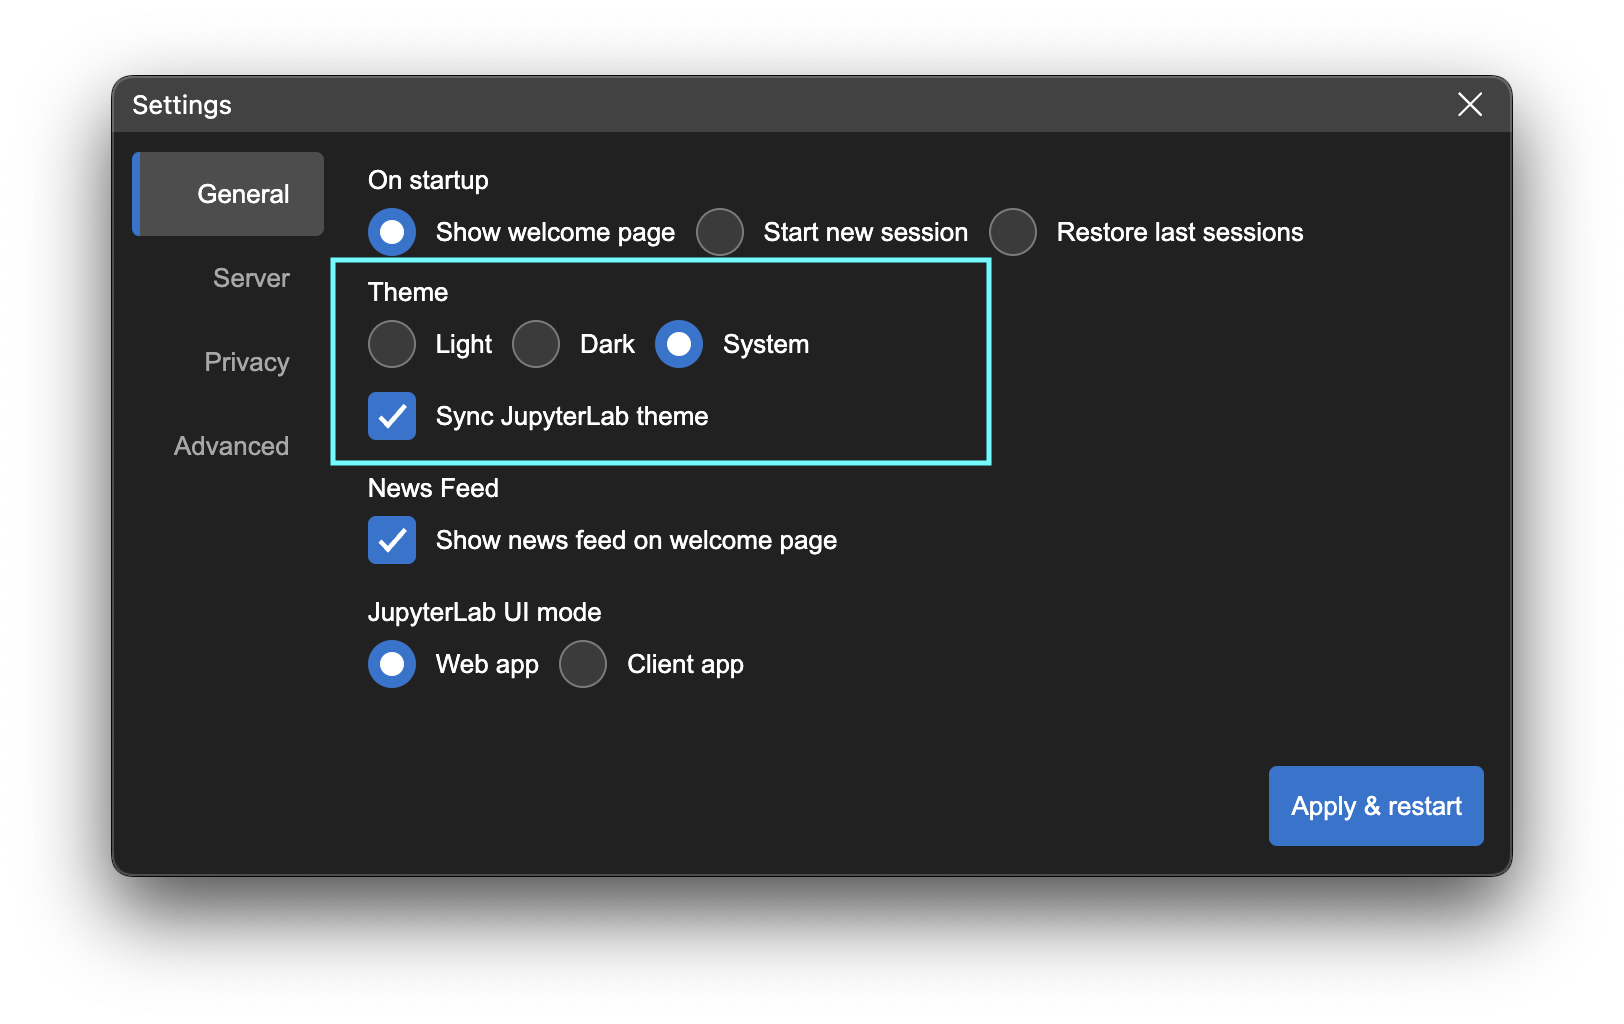 Settings
General
Server
Privacy
Advanced
On startup
Show welcome page Start new session Restore last sessions
Theme
Light Dark System
Sync JupyterLab theme
News Feed
Show news feed on welcome page
JupyterLab UI mode
Web app Client app
Apply & restart